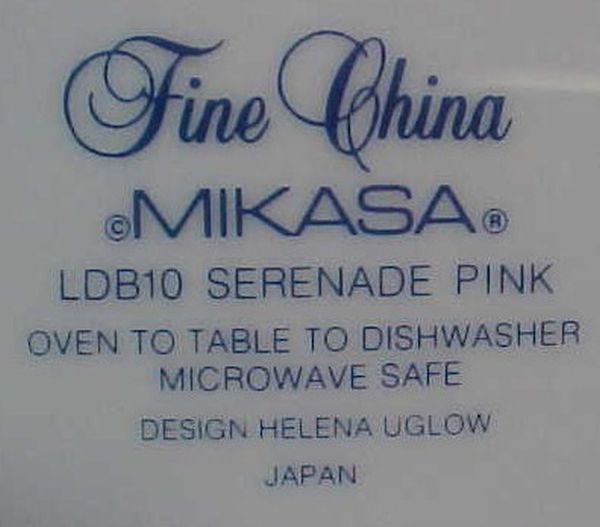 Fine China
©MIKASA®
LDB10 SERENADE PINK
OVEN TO TABLE TO DISHWASHER
MICROWAVE SAFE
DESIGN HELENA UGLOW
JAPAN